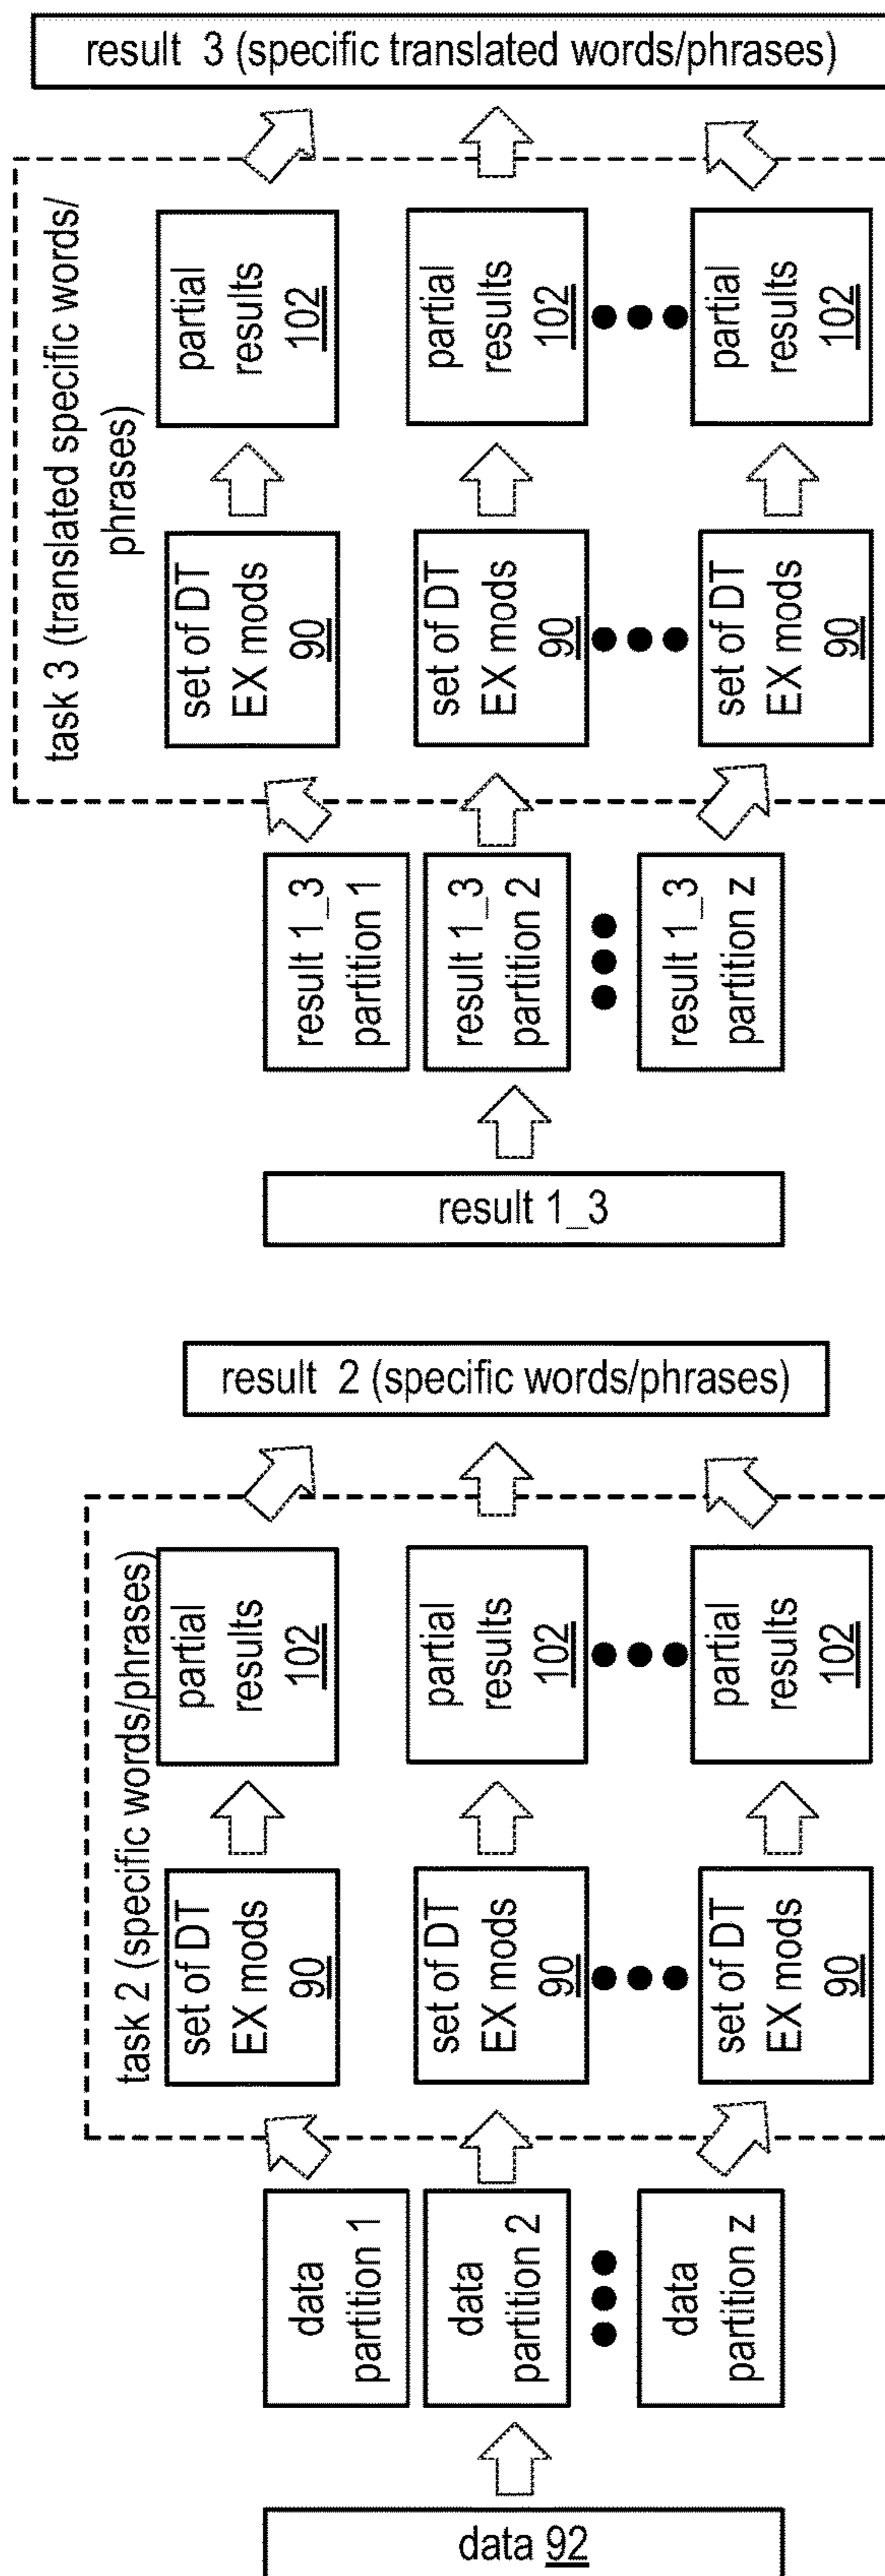 task 2 (specific words/phrases)
data 92
data
partition 1
data
partition 2
data
partition z
set of DT
EX mods
90
set of DT
EX mods
90
set of DT
EX mods
90
partial
results
102
partial
results
102
partial
results
102
result 2 (specific words/phrases)
task 3 (translated specific words/
phrases)
result 1_3
result 1_3
partition 1
result 1_3
partition 2
result 1_3
partition z
set of DT
EX mods
90
set of DT
EX mods
90
set of DT
EX mods
90
partial
results
102
partial
results
102
partial
results
102
result 3 (specific translated words/phrases)